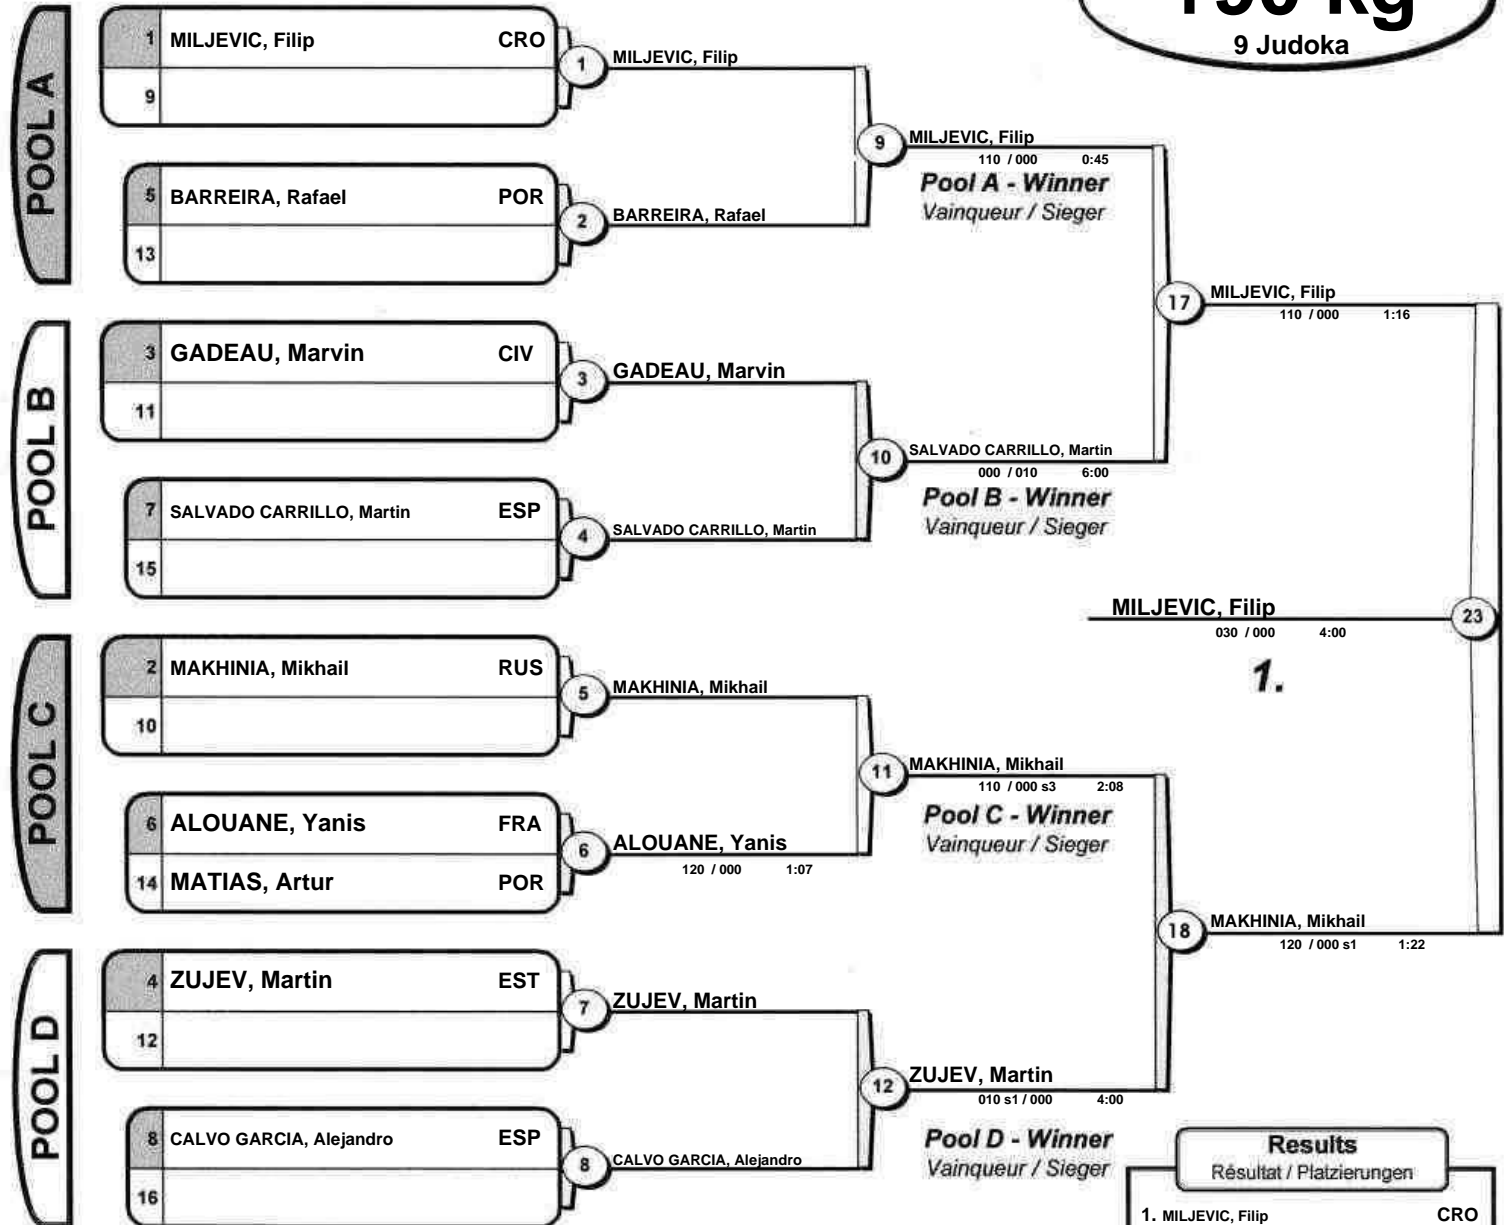 +90 kg
9 Judoka
POOL A
1 MILJEVIC, Filip CRO
9
5 BARREIRA, Rafael POR
13
1 MILJEVIC, Filip
2 BARREIRA, Rafael
9 MILJEVIC, Filip
110 / 000 0:45
Pool A - Winner
Vainqueur / Sieger
POOL B
3 GADEAU, Marvin CIV
11
7 SALVADO CARRILLO, Martin ESP
15
3 GADEAU, Marvin
4 SALVADO CARRILLO, Martin
10 SALVADO CARRILLO, Martin
000 / 010 6:00
Pool B - Winner
Vainqueur / Sieger
17 MILJEVIC, Filip
110 / 000 1:16
MILJEVIC, Filip 23
030 / 000 4:00
1.
POOL C
2 MAKHINIA, Mikhail RUS
10
6 ALOUANE, Yanis FRA
14 MATIAS, Artur POR
5 MAKHINIA, Mikhail
6 ALOUANE, Yanis
120 / 000 1:07
11 MAKHINIA, Mikhail
110 / 000 s3 2:08
Pool C - Winner
Vainqueur / Sieger
18 MAKHINIA, Mikhail
120 / 000 s1 1:22
POOL D
4 ZUJEV, Martin EST
12
8 CALVO GARCIA, Alejandro ESP
16
7 ZUJEV, Martin
8 CALVO GARCIA, Alejandro
12 ZUJEV, Martin
010 s1 / 000 4:00
Pool D - Winner
Vainqueur / Sieger
Results
Résultat / Platzierungen
1. MILJEVIC, Filip CRO